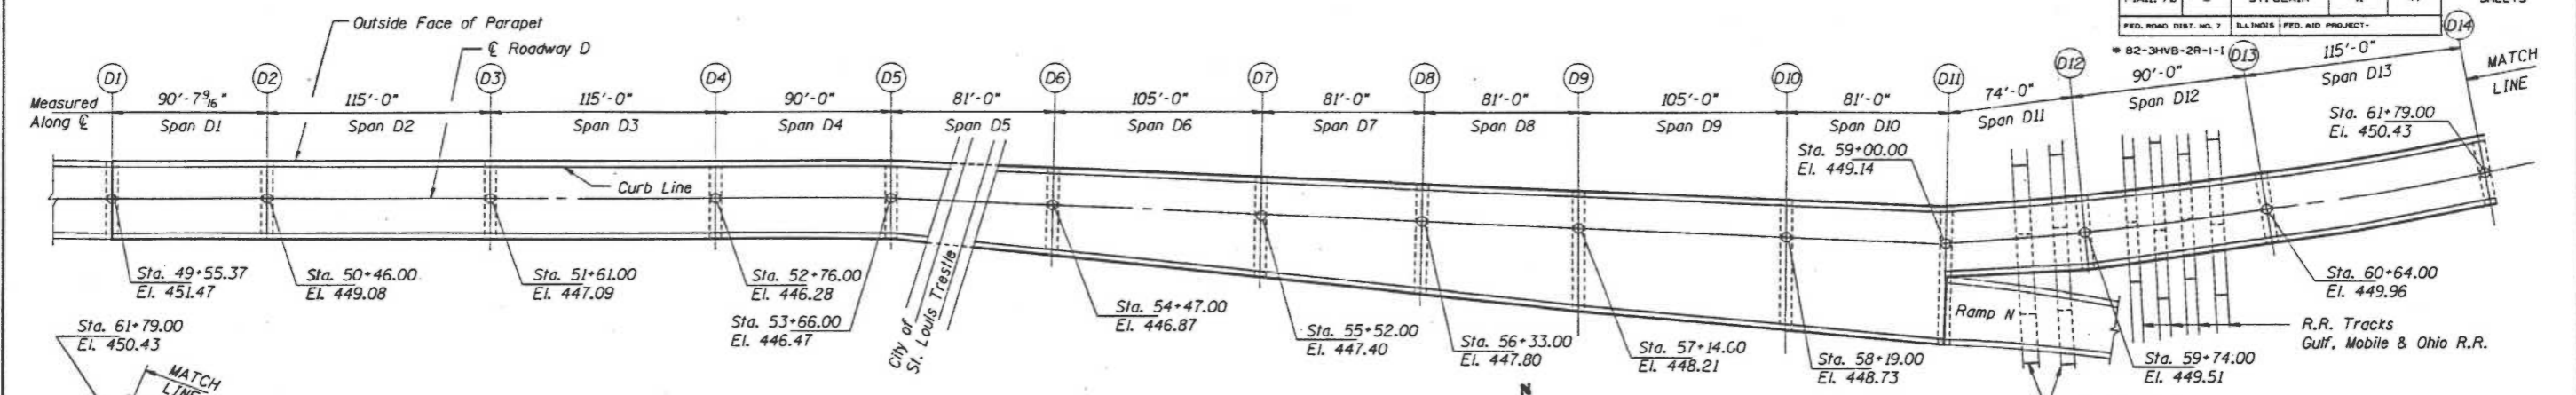 ST. CLAIR
SHEETS
FED. ROAD DIST. NO. 7 ILLINOIS FED. AID PROJECT-
* 82-3HVB-2R-1-I
Outside Face of Parapet
℄ Roadway D
D1 D2 D3 D4 D5 D6 D7 D8 D9 D10 D11 D12 D13 D14
Measured
Along ℄
90'-7 9/16" 115'-0" 115'-0" 90'-0" 81'-0" 105'-0" 81'-0" 81'-0" 105'-0" 81'-0" 74'-0" 90'-0" 115'-0"
Span D1 Span D2 Span D3 Span D4 Span D5 Span D6 Span D7 Span D8 Span D9 Span D10 Span D11 Span D12 Span D13
MATCH
LINE
Sta. 61+79.00
El. 450.43
Sta. 59+00.00
El. 449.14
Curb Line
Sta. 49+55.37
El. 451.47
Sta. 50+46.00
El. 449.08
Sta. 51+61.00
El. 447.09
Sta. 52+76.00
El. 446.28
Sta. 53+66.00
El. 446.47
City of
St. Louis Trestle
Sta. 54+47.00
El. 446.87
Sta. 55+52.00
El. 447.40
Sta. 56+33.00
El. 447.80
Sta. 57+14.00
El. 448.21
Sta. 58+19.00
El. 448.73
Ramp N
Sta. 59+74.00
El. 449.51
Sta. 60+64.00
El. 449.96
R.R. Tracks
Gulf, Mobile & Ohio R.R.
Sta. 61+79.00
El. 450.43
MATCH
LINE
N